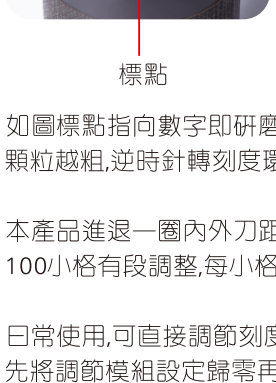 標點
如圖標點指向數字即研磨
顆粒越粗,逆時針轉刻度環
本產品進退一圈內外刀距
100小格有段調整,每小格
日常使用,可直接調節刻度
先將調節模組設定歸零再